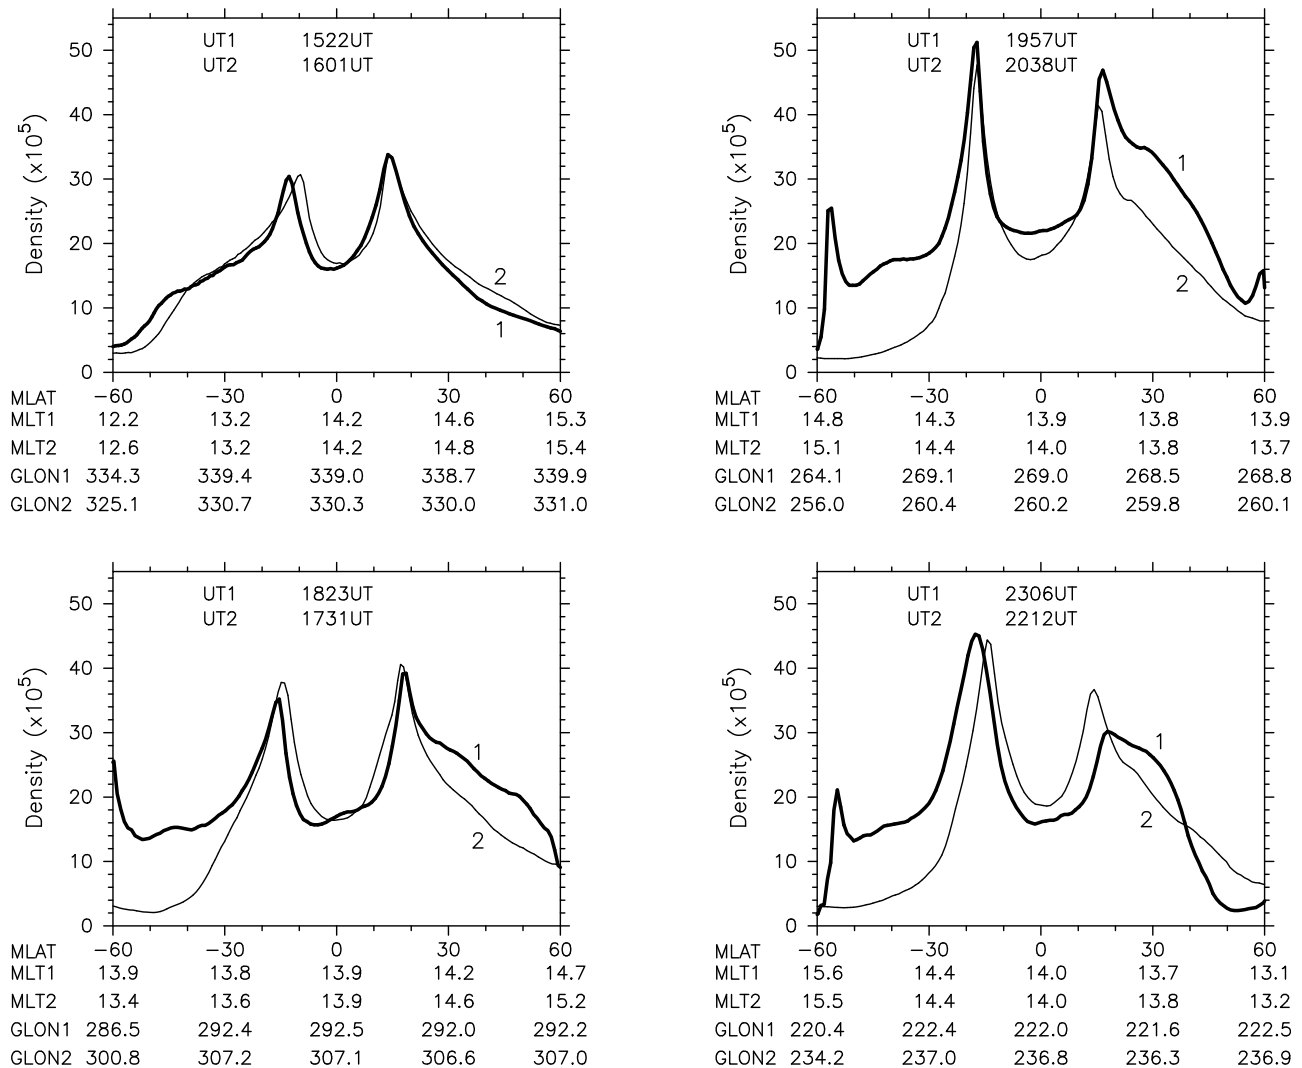 UT1 1522UT
UT2 1601UT
Density (x10⁵)
50
40
30
20
10
0
2
1
MLAT −60 −30 0 30 60
MLT1 12.2 13.2 14.2 14.6 15.3
MLT2 12.6 13.2 14.2 14.8 15.4
GLON1 334.3 339.4 339.0 338.7 339.9
GLON2 325.1 330.7 330.3 330.0 331.0
UT1 1957UT
UT2 2038UT
Density (x10⁵)
50
40
30
20
10
0
1
2
MLAT −60 −30 0 30 60
MLT1 14.8 14.3 13.9 13.8 13.9
MLT2 15.1 14.4 14.0 13.8 13.7
GLON1 264.1 269.1 269.0 268.5 268.8
GLON2 256.0 260.4 260.2 259.8 260.1
UT1 1823UT
UT2 1731UT
Density (x10⁵)
50
40
30
20
10
0
1
2
MLAT −60 −30 0 30 60
MLT1 13.9 13.8 13.9 14.2 14.7
MLT2 13.4 13.6 13.9 14.6 15.2
GLON1 286.5 292.4 292.5 292.0 292.2
GLON2 300.8 307.2 307.1 306.6 307.0
UT1 2306UT
UT2 2212UT
Density (x10⁵)
50
40
30
20
10
0
1
2
MLAT −60 −30 0 30 60
MLT1 15.6 14.4 14.0 13.7 13.1
MLT2 15.5 14.4 14.0 13.8 13.2
GLON1 220.4 222.4 222.0 221.6 222.5
GLON2 234.2 237.0 236.8 236.3 236.9